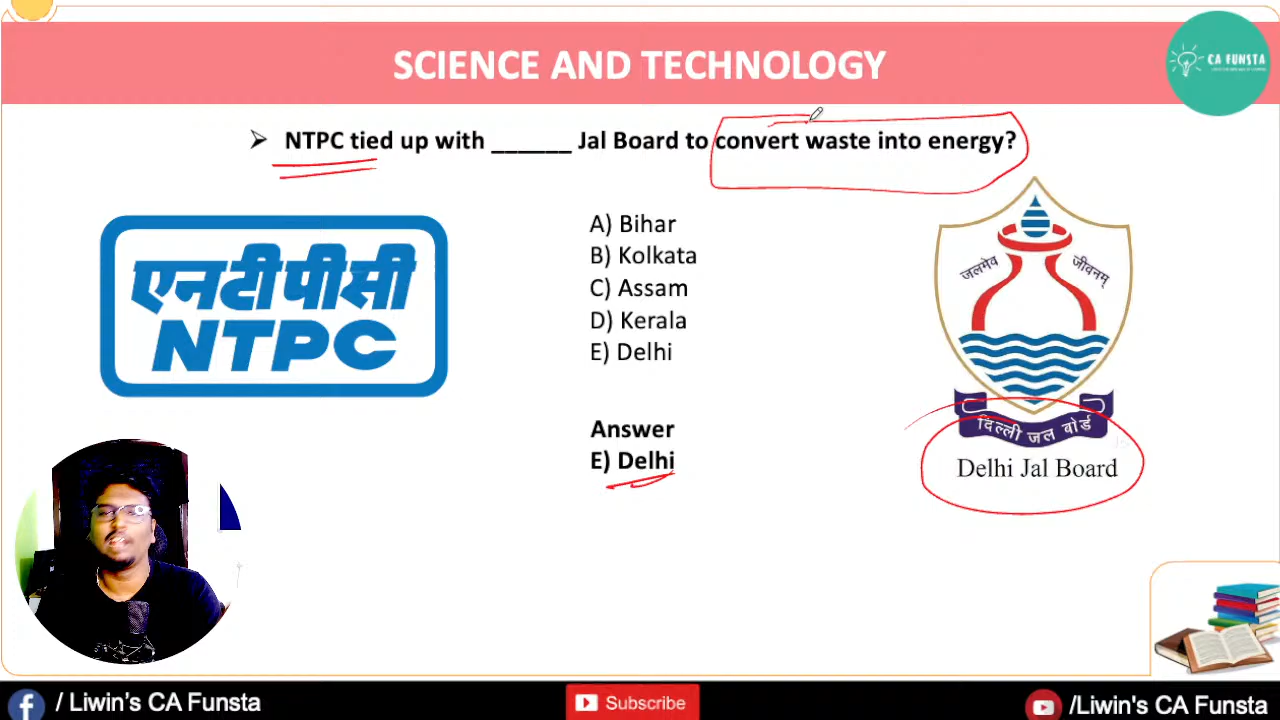 SCIENCE AND TECHNOLOGY
CA FUNSTA
➢ NTPC tied up with ______ Jal Board to convert waste into energy?
एनटीपीसी
NTPC
A) Bihar
B) Kolkata
C) Assam
D) Kerala
E) Delhi
Answer
E) Delhi
जलमेव
जीवनम्
दिल्ली जल बोर्ड
Delhi Jal Board
/ Liwin's CA Funsta
Subscribe
/Liwin's CA Funsta